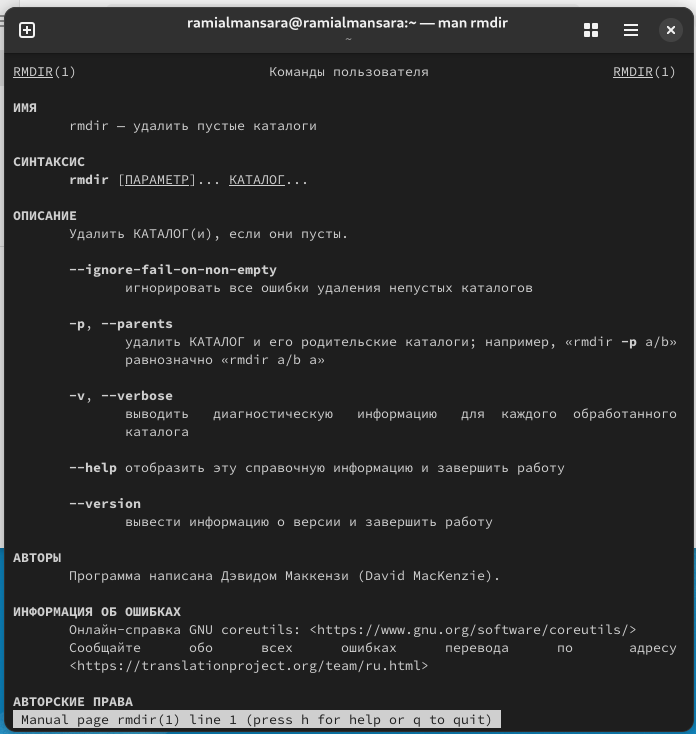 ramialmansara@ramialmansara:~ — man rmdir
~
RMDIR(1) Команды пользователя RMDIR(1)
ИМЯ
rmdir — удалить пустые каталоги
СИНТАКСИС
rmdir [ПАРАМЕТР]... КАТАЛОГ...
ОПИСАНИЕ
Удалить КАТАЛОГ(и), если они пусты.
--ignore-fail-on-non-empty
игнорировать все ошибки удаления непустых каталогов
-p, --parents
удалить КАТАЛОГ и его родительские каталоги; например, «rmdir -p a/b»
равнозначно «rmdir a/b a»
-v, --verbose
выводить диагностическую информацию для каждого обработанного
каталога
--help отобразить эту справочную информацию и завершить работу
--version
вывести информацию о версии и завершить работу
АВТОРЫ
Программа написана Дэвидом Маккензи (David MacKenzie).
ИНФОРМАЦИЯ ОБ ОШИБКАХ
Онлайн-справка GNU coreutils: <https://www.gnu.org/software/coreutils/>
Сообщайте обо всех ошибках перевода по адресу
<https://translationproject.org/team/ru.html>
АВТОРСКИЕ ПРАВА
Manual page rmdir(1) line 1 (press h for help or q to quit)